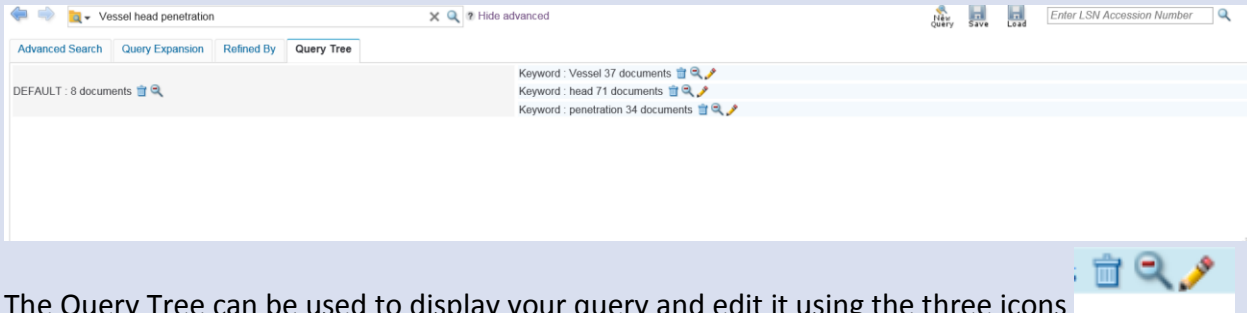 Vessel head penetration
? Hide advanced
New Query
Save
Load
Enter LSN Accession Number
Advanced Search
Query Expansion
Refined By
Query Tree
Keyword : Vessel 37 documents
DEFAULT : 8 documents
Keyword : head 71 documents
Keyword : penetration 34 documents
The Query Tree can be used to display your query and edit it using the three icons